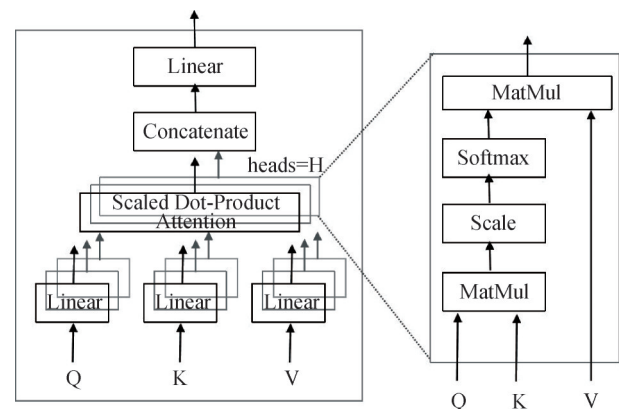 Linear
Concatenate
heads=H
Scaled Dot-Product
Attention
Linear
Linear
Linear
Q
K
V
MatMul
Softmax
Scale
MatMul
Q
K
V